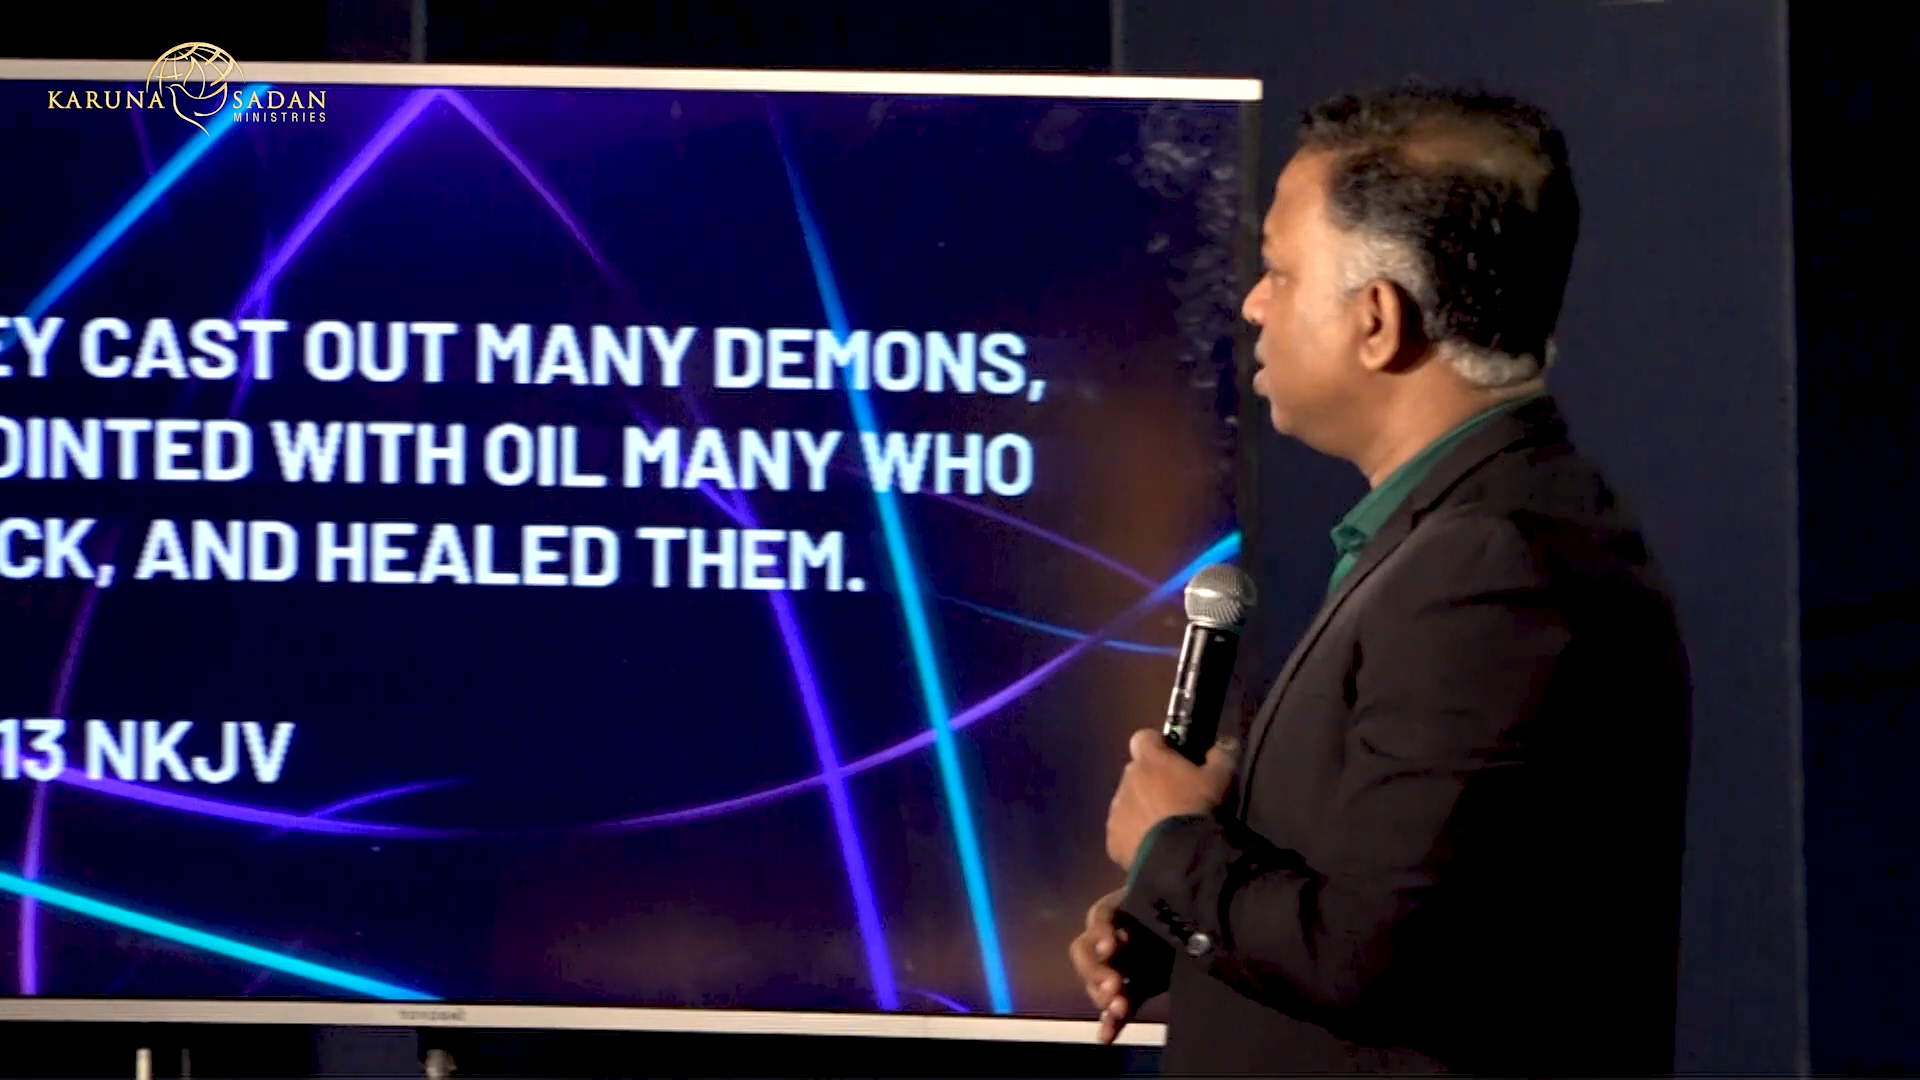 KARUNA SADAN
MINISTRIES
EY CAST OUT MANY DEMONS,
OINTED WITH OIL MANY WHO
CK, AND HEALED THEM.
13 NKJV